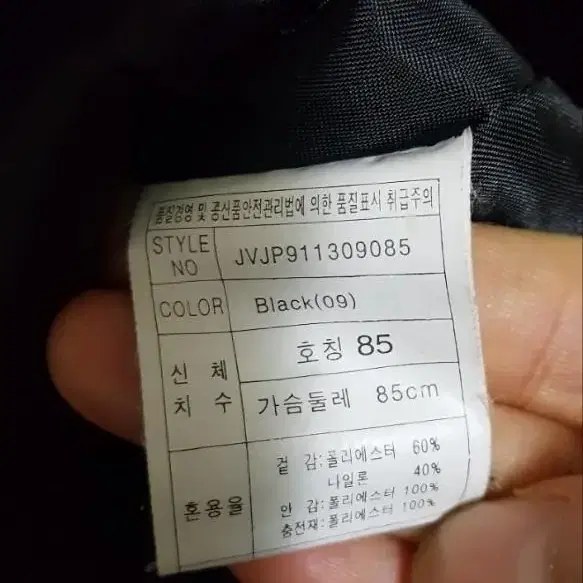 품질경영 및 공산품안전관리법에 의한 품질표시 취급주의
STYLE NO JVJP911309085
COLOR Black(09)
신체 치수 호칭 85
가슴둘레 85cm
혼용율 겉 감:폴리에스터 60%
나일론 40%
안 감:폴리에스터 100%
충전재:폴리에스터 100%